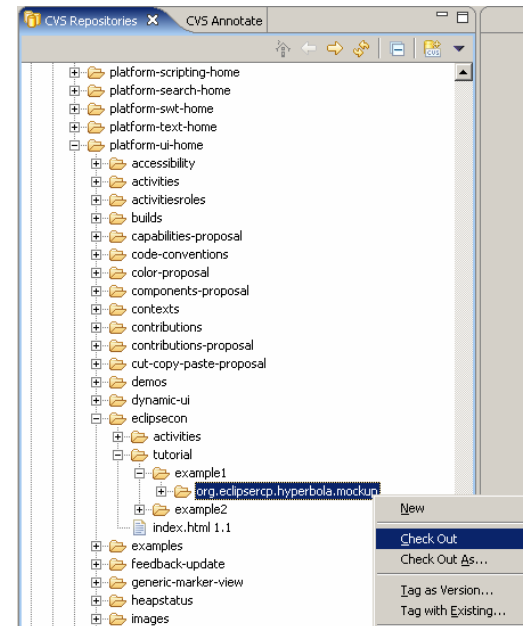 CVS Repositories CVS Annotate
CVS
platform-scripting-home
platform-search-home
platform-swt-home
platform-text-home
platform-ui-home
accessibility
activities
activitiesroles
builds
capabilities-proposal
code-conventions
color-proposal
components-proposal
contexts
contributions
contributions-proposal
cut-copy-paste-proposal
demos
dynamic-ui
eclipsecon
activities
tutorial
example1
org.eclipsercp.hyperbola.mockup
example2
index.html 1.1
examples
feedback-update
generic-marker-view
heapstatus
images
New
Check Out
Check Out As...
Tag as Version...
Tag with Existing...